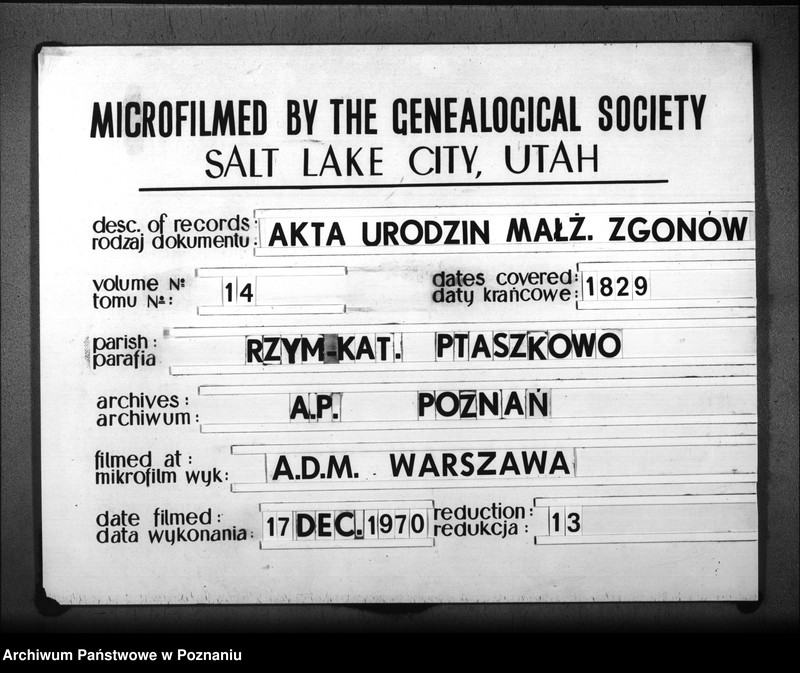 MICROFILMED BY THE GENEALOGICAL SOCIETY
SALT LAKE CITY, UTAH
desc. of records: AKTA URODZIN MAŁŻ. ZGONÓW
rodzaj dokumentu:
volume Nº 14 dates covered: 1829
tomu Nº: daty krańcowe:
parish: RZYM-KAT. PTASZKOWO
parafia
archives: A.P. POZNAŃ
archiwum:
filmed at: A.D.M. WARSZAWA
mikrofilm wyk:
date filmed: 17 DEC. 1970 reduction: 13
data wykonania: redukcja:
Archiwum Państwowe w Poznaniu